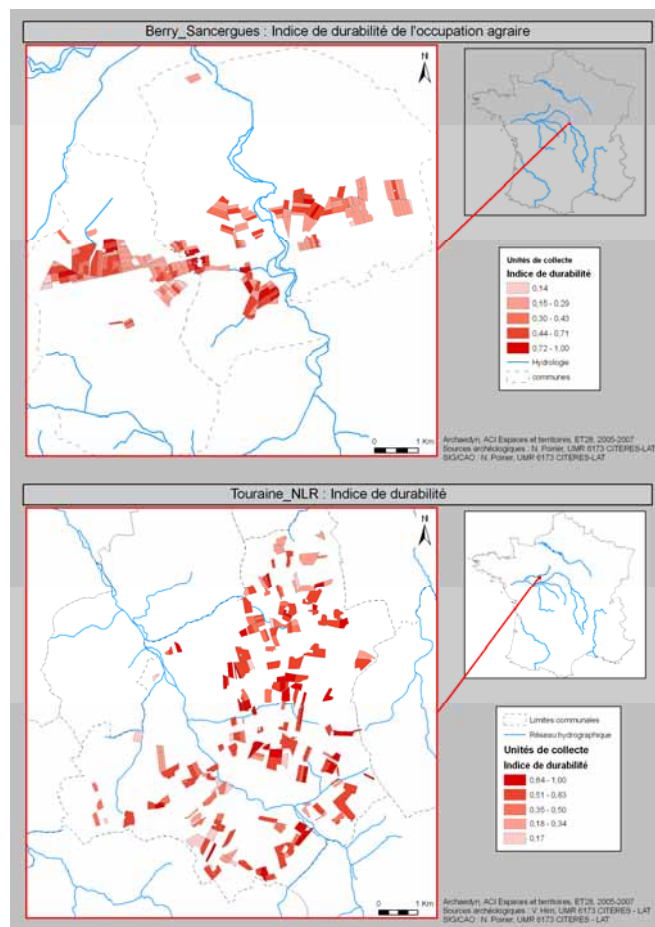 Berry_Sancergues : Indice de durabilité de l'occupation agraire
N
0 1 Km
Unités de collecte
Indice de durabilité
0,14
0,15 - 0,29
0,30 - 0,43
0,44 - 0,71
0,72 - 1,00
Hydrologie
communes
Archaedyn, ACI Espaces et territoires, ET28, 2005-2007
Sources archéologiques : N. Poirier, UMR 6173 CITERES-LAT
SIG/CAO : N. Poirier, UMR 6173 CITERES-LAT
Touraine_NLR : Indice de durabilité
N
0 1 Km
Limites communales
Réseau hydrographique
Unités de collecte
Indice de durabilité
0,64 - 1,00
0,51 - 0,63
0,35 - 0,50
0,18 - 0,34
0,17
Archaedyn, ACI Espaces et territoires, ET28, 2005-2007
Sources archéologiques : V. Hirn, UMR 6173 CITERES - LAT
SIG/CAO : N. Poirier, UMR 6173 CITERES - LAT